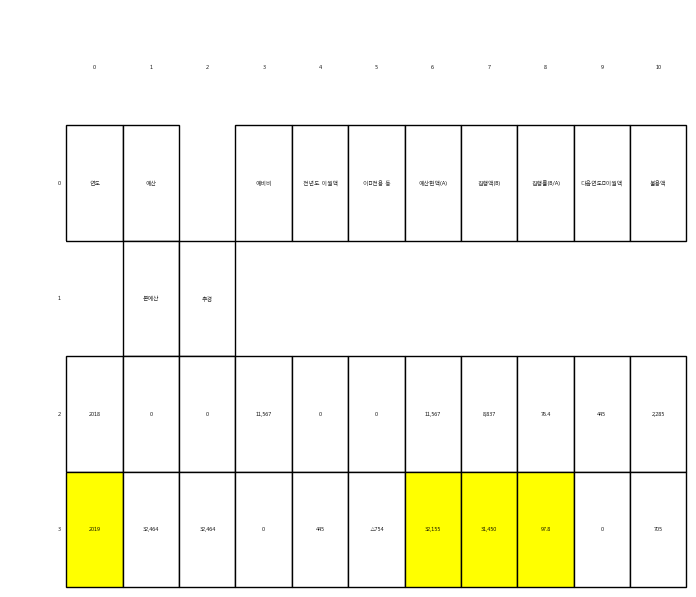 0 1 2 3 4 5 6 7 8 9 10
0 연도 예산 예비비 전년도 이월액 이□전용 등 예산현액(A) 집행액(B) 집행률(B/A) 다음연도□이월액 불용액
1 본예산 추경
2 2018 0 0 11,567 0 0 11,567 8,837 76.4 445 2,285
3 2019 32,464 32,464 0 445 △754 32,155 31,450 97.8 0 705